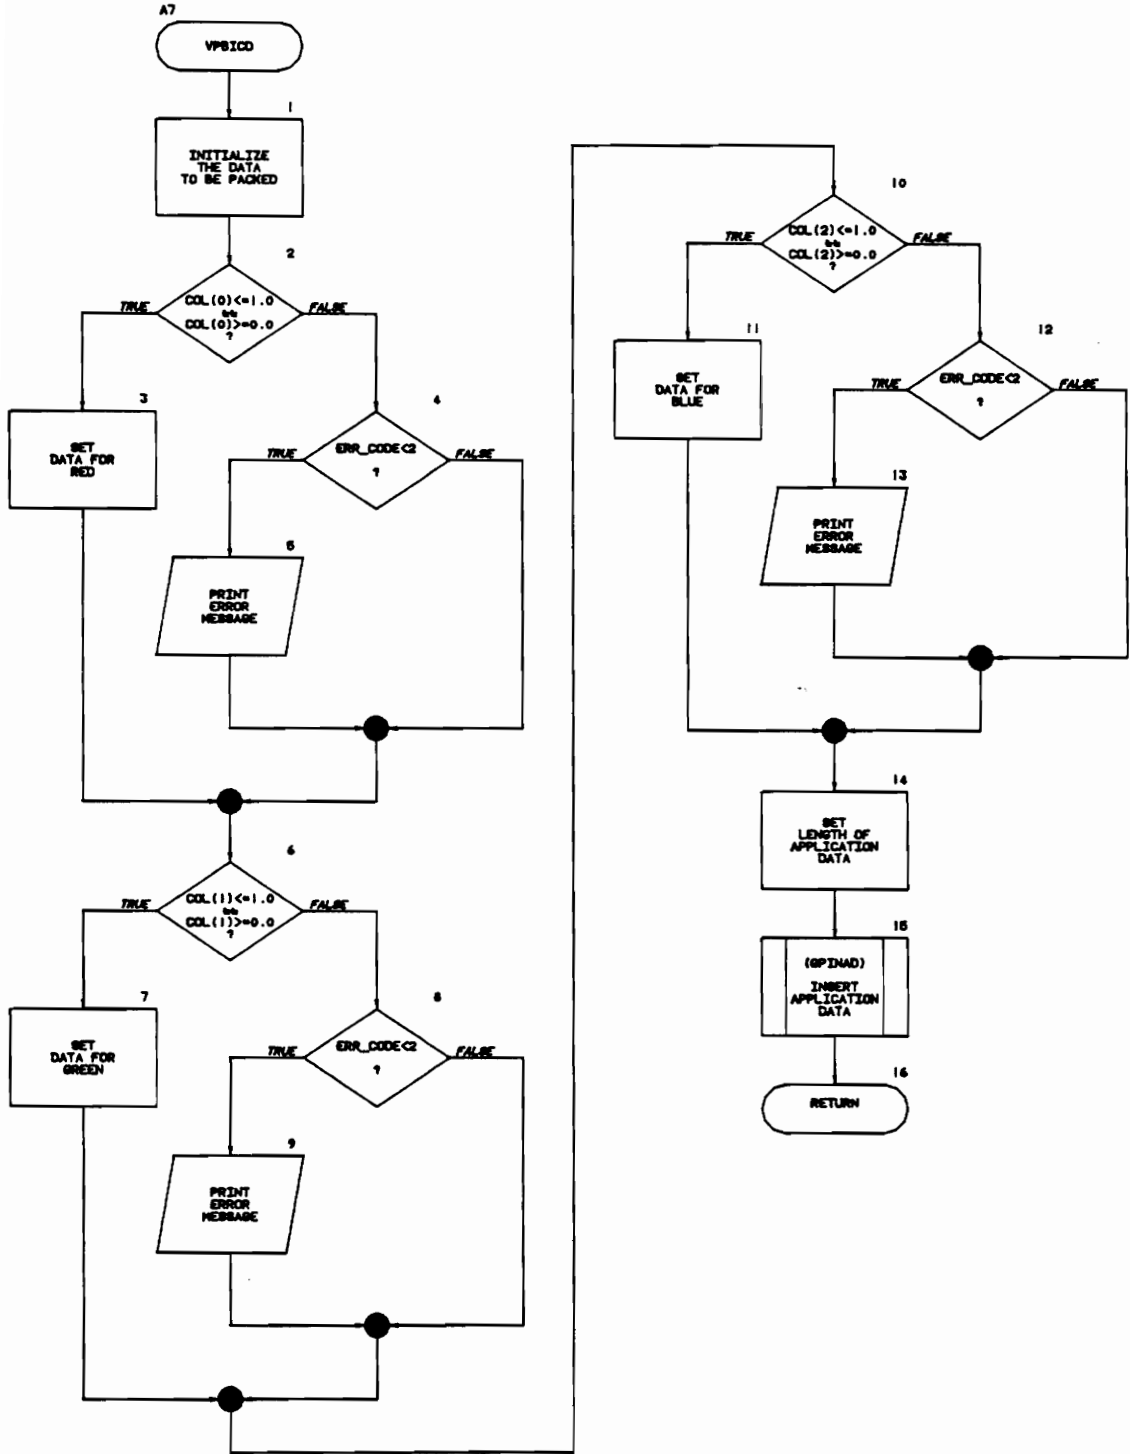 A7
VPSICD
1
INITIALIZE
THE DATA
TO BE PACKED
2
COL(0)<=1.0
&&
COL(0)>=0.0
?
TRUE
FALSE
3
SET
DATA FOR
RED
4
ERR_CODE<2
?
TRUE
FALSE
5
PRINT
ERROR
MESSAGE
6
COL(1)<=1.0
&&
COL(1)>=0.0
?
TRUE
FALSE
7
SET
DATA FOR
GREEN
8
ERR_CODE<2
?
TRUE
FALSE
9
PRINT
ERROR
MESSAGE
10
COL(2)<=1.0
&&
COL(2)>=0.0
?
TRUE
FALSE
11
SET
DATA FOR
BLUE
12
ERR_CODE<2
?
TRUE
FALSE
13
PRINT
ERROR
MESSAGE
14
SET
LENGTH OF
APPLICATION
DATA
15
(GPINAD)
INSERT
APPLICATION
DATA
16
RETURN